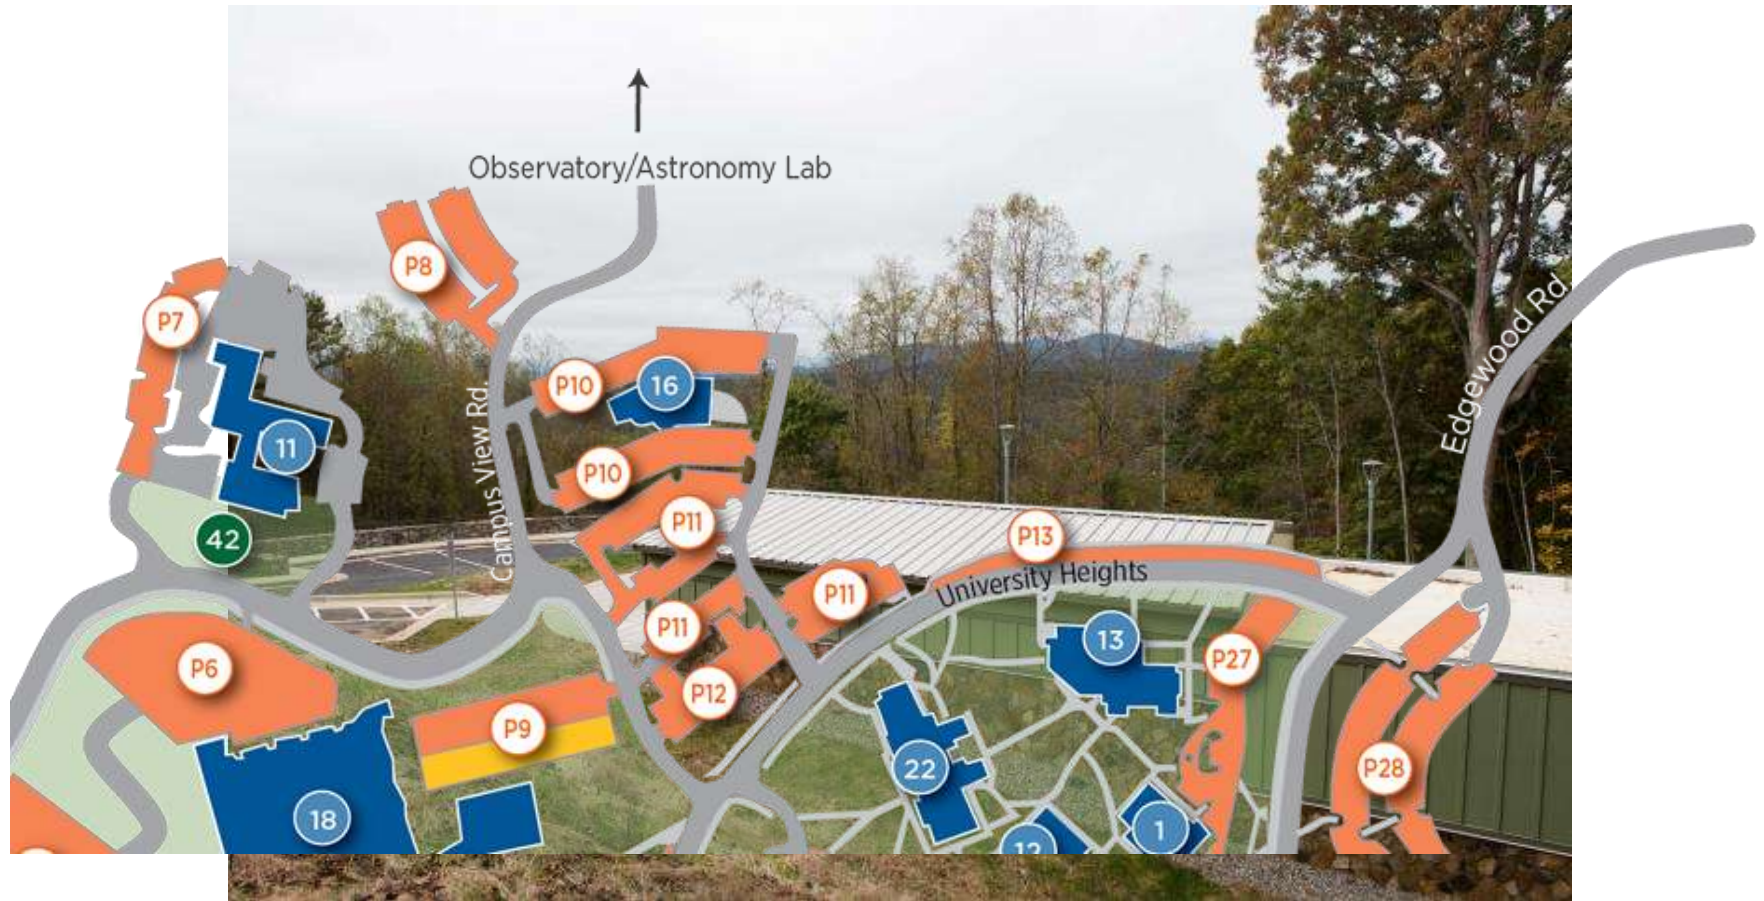 Observatory/Astronomy Lab
P8
P7
Edgewood Rd.
P10
16
Campus View Rd.
11
P10
P11
42
P13
University Heights
P11
P11
13
P27
P6
P12
P9
22
P28
18
1
12